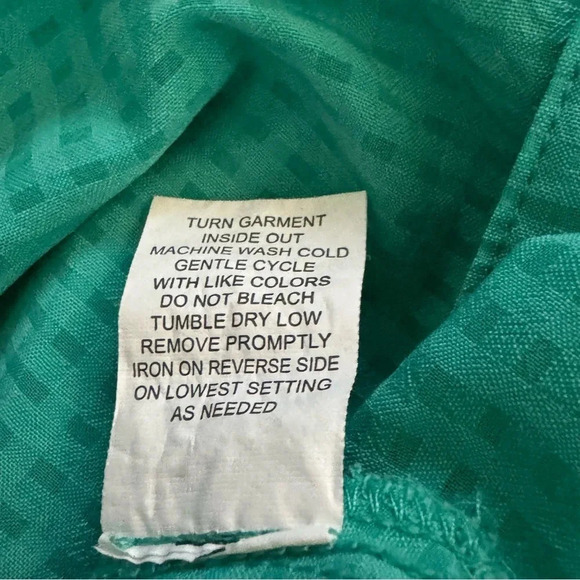 TURN GARMENT
INSIDE OUT
MACHINE WASH COLD
GENTLE CYCLE
WITH LIKE COLORS
DO NOT BLEACH
TUMBLE DRY LOW
REMOVE PROMPTLY
IRON ON REVERSE SIDE
ON LOWEST SETTING
AS NEEDED